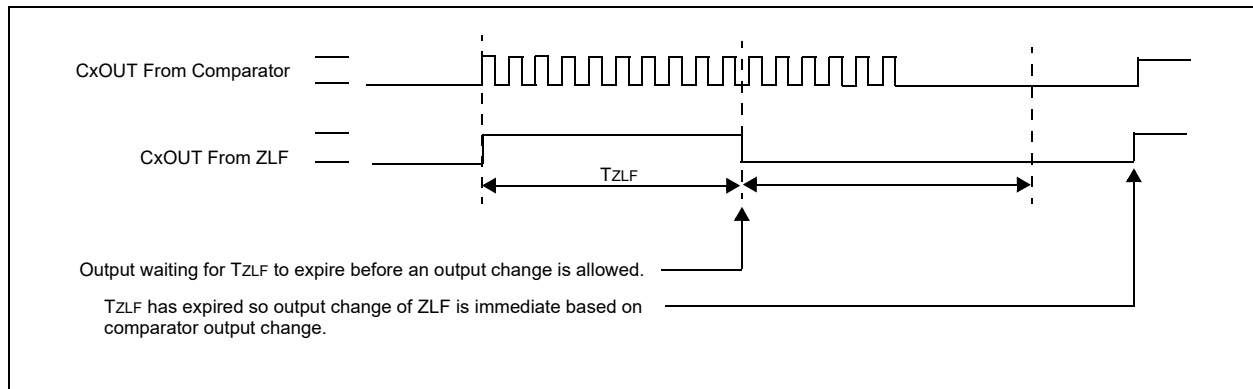 CxOUT From Comparator
CxOUT From ZLF
TZLF
Output waiting for TZLF to expire before an output change is allowed.
TZLF has expired so output change of ZLF is immediate based on
comparator output change.